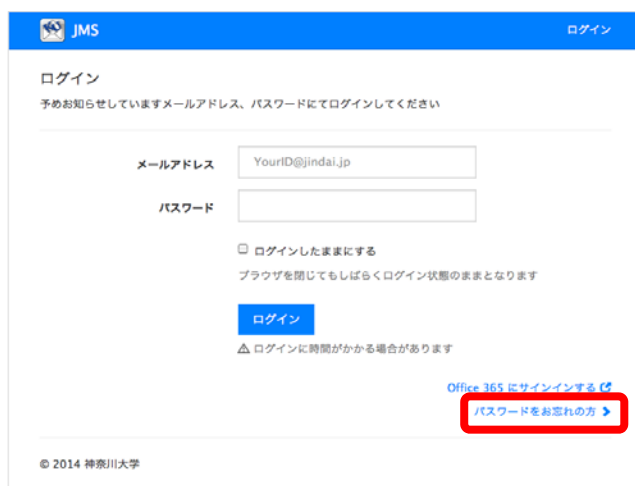 JMS
ログイン
ログイン
予めお知らせしていますメールアドレス、パスワードにてログインしてください
メールアドレス
YourID@jindai.jp
パスワード
ログインしたままにする
ブラウザを閉じてもしばらくログイン状態のままとなります
ログイン
ログインに時間がかかる場合があります
Office 365 にサインインする
パスワードをお忘れの方
© 2014 神奈川大学